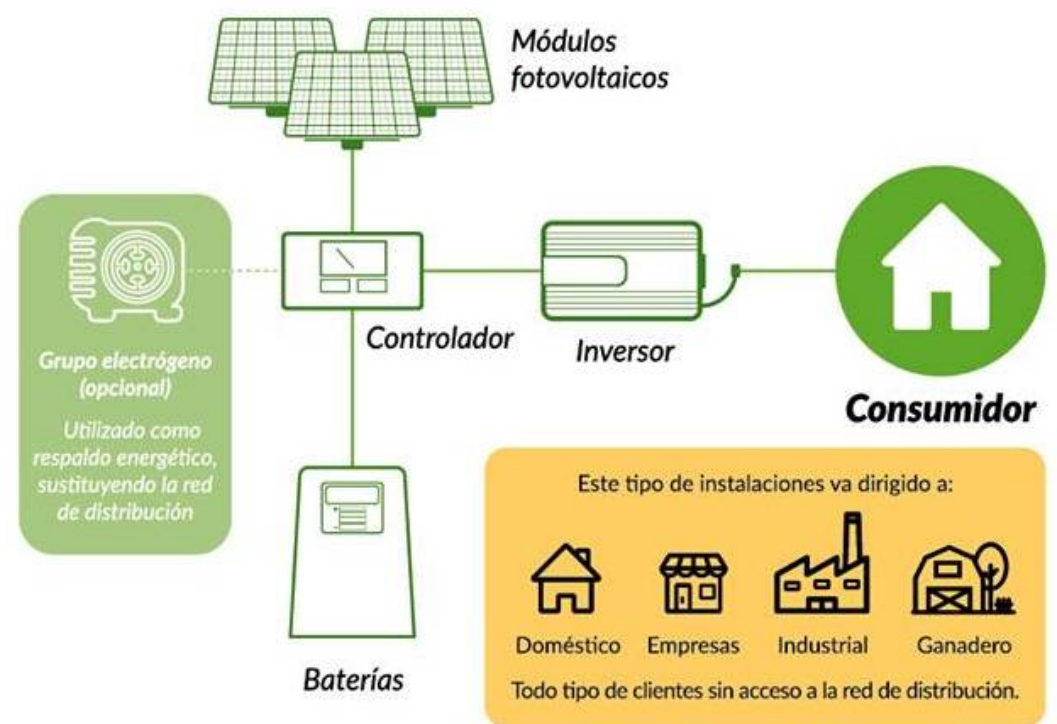 Módulos
fotovoltaicos
Controlador
Inversor
Consumidor
Grupo electrógeno
(opcional)
Utilizado como
respaldo energético,
sustituyendo la red
de distribución
Baterías
Este tipo de instalaciones va dirigido a:
Doméstico Empresas Industrial Ganadero
Todo tipo de clientes sin acceso a la red de distribución.